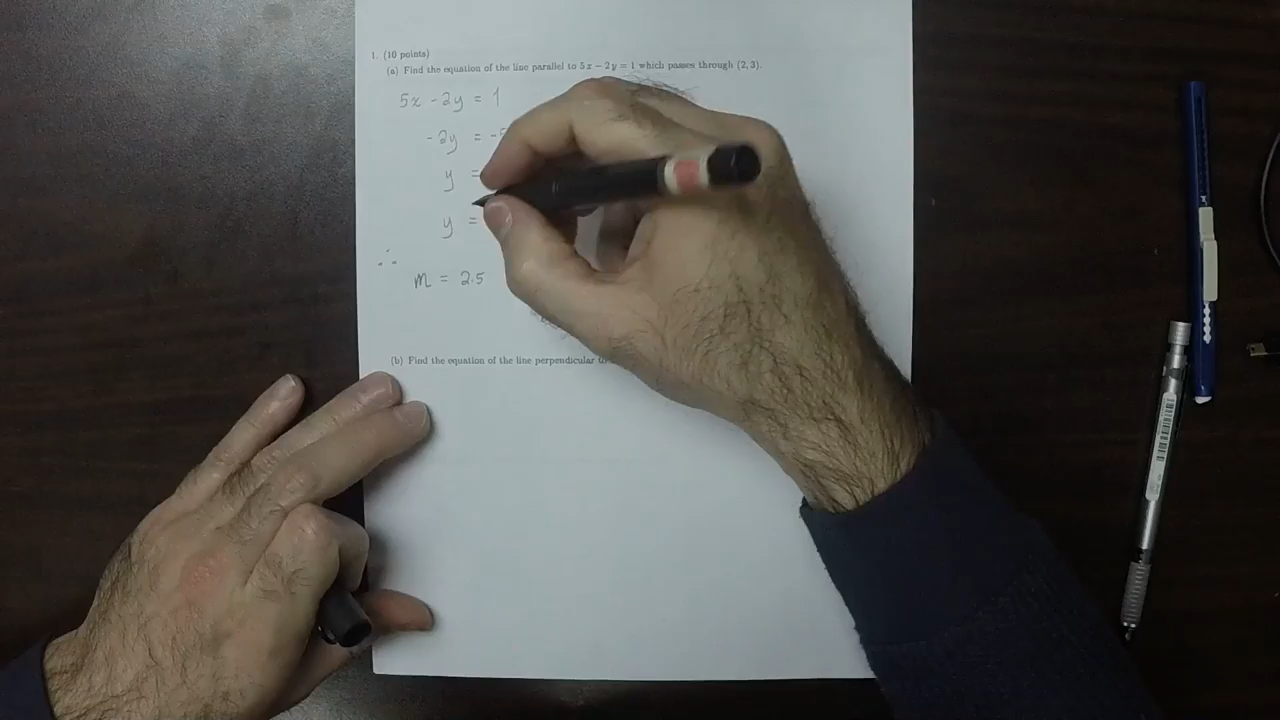 1. (10 points)
(a) Find the equation of the line parallel to 5x − 2y = 1 which passes through (2, 3).
5x - 2y = 1
-2y = -5
y =
y =
∴
m = 2.5
(b) Find the equation of the line perpendicular